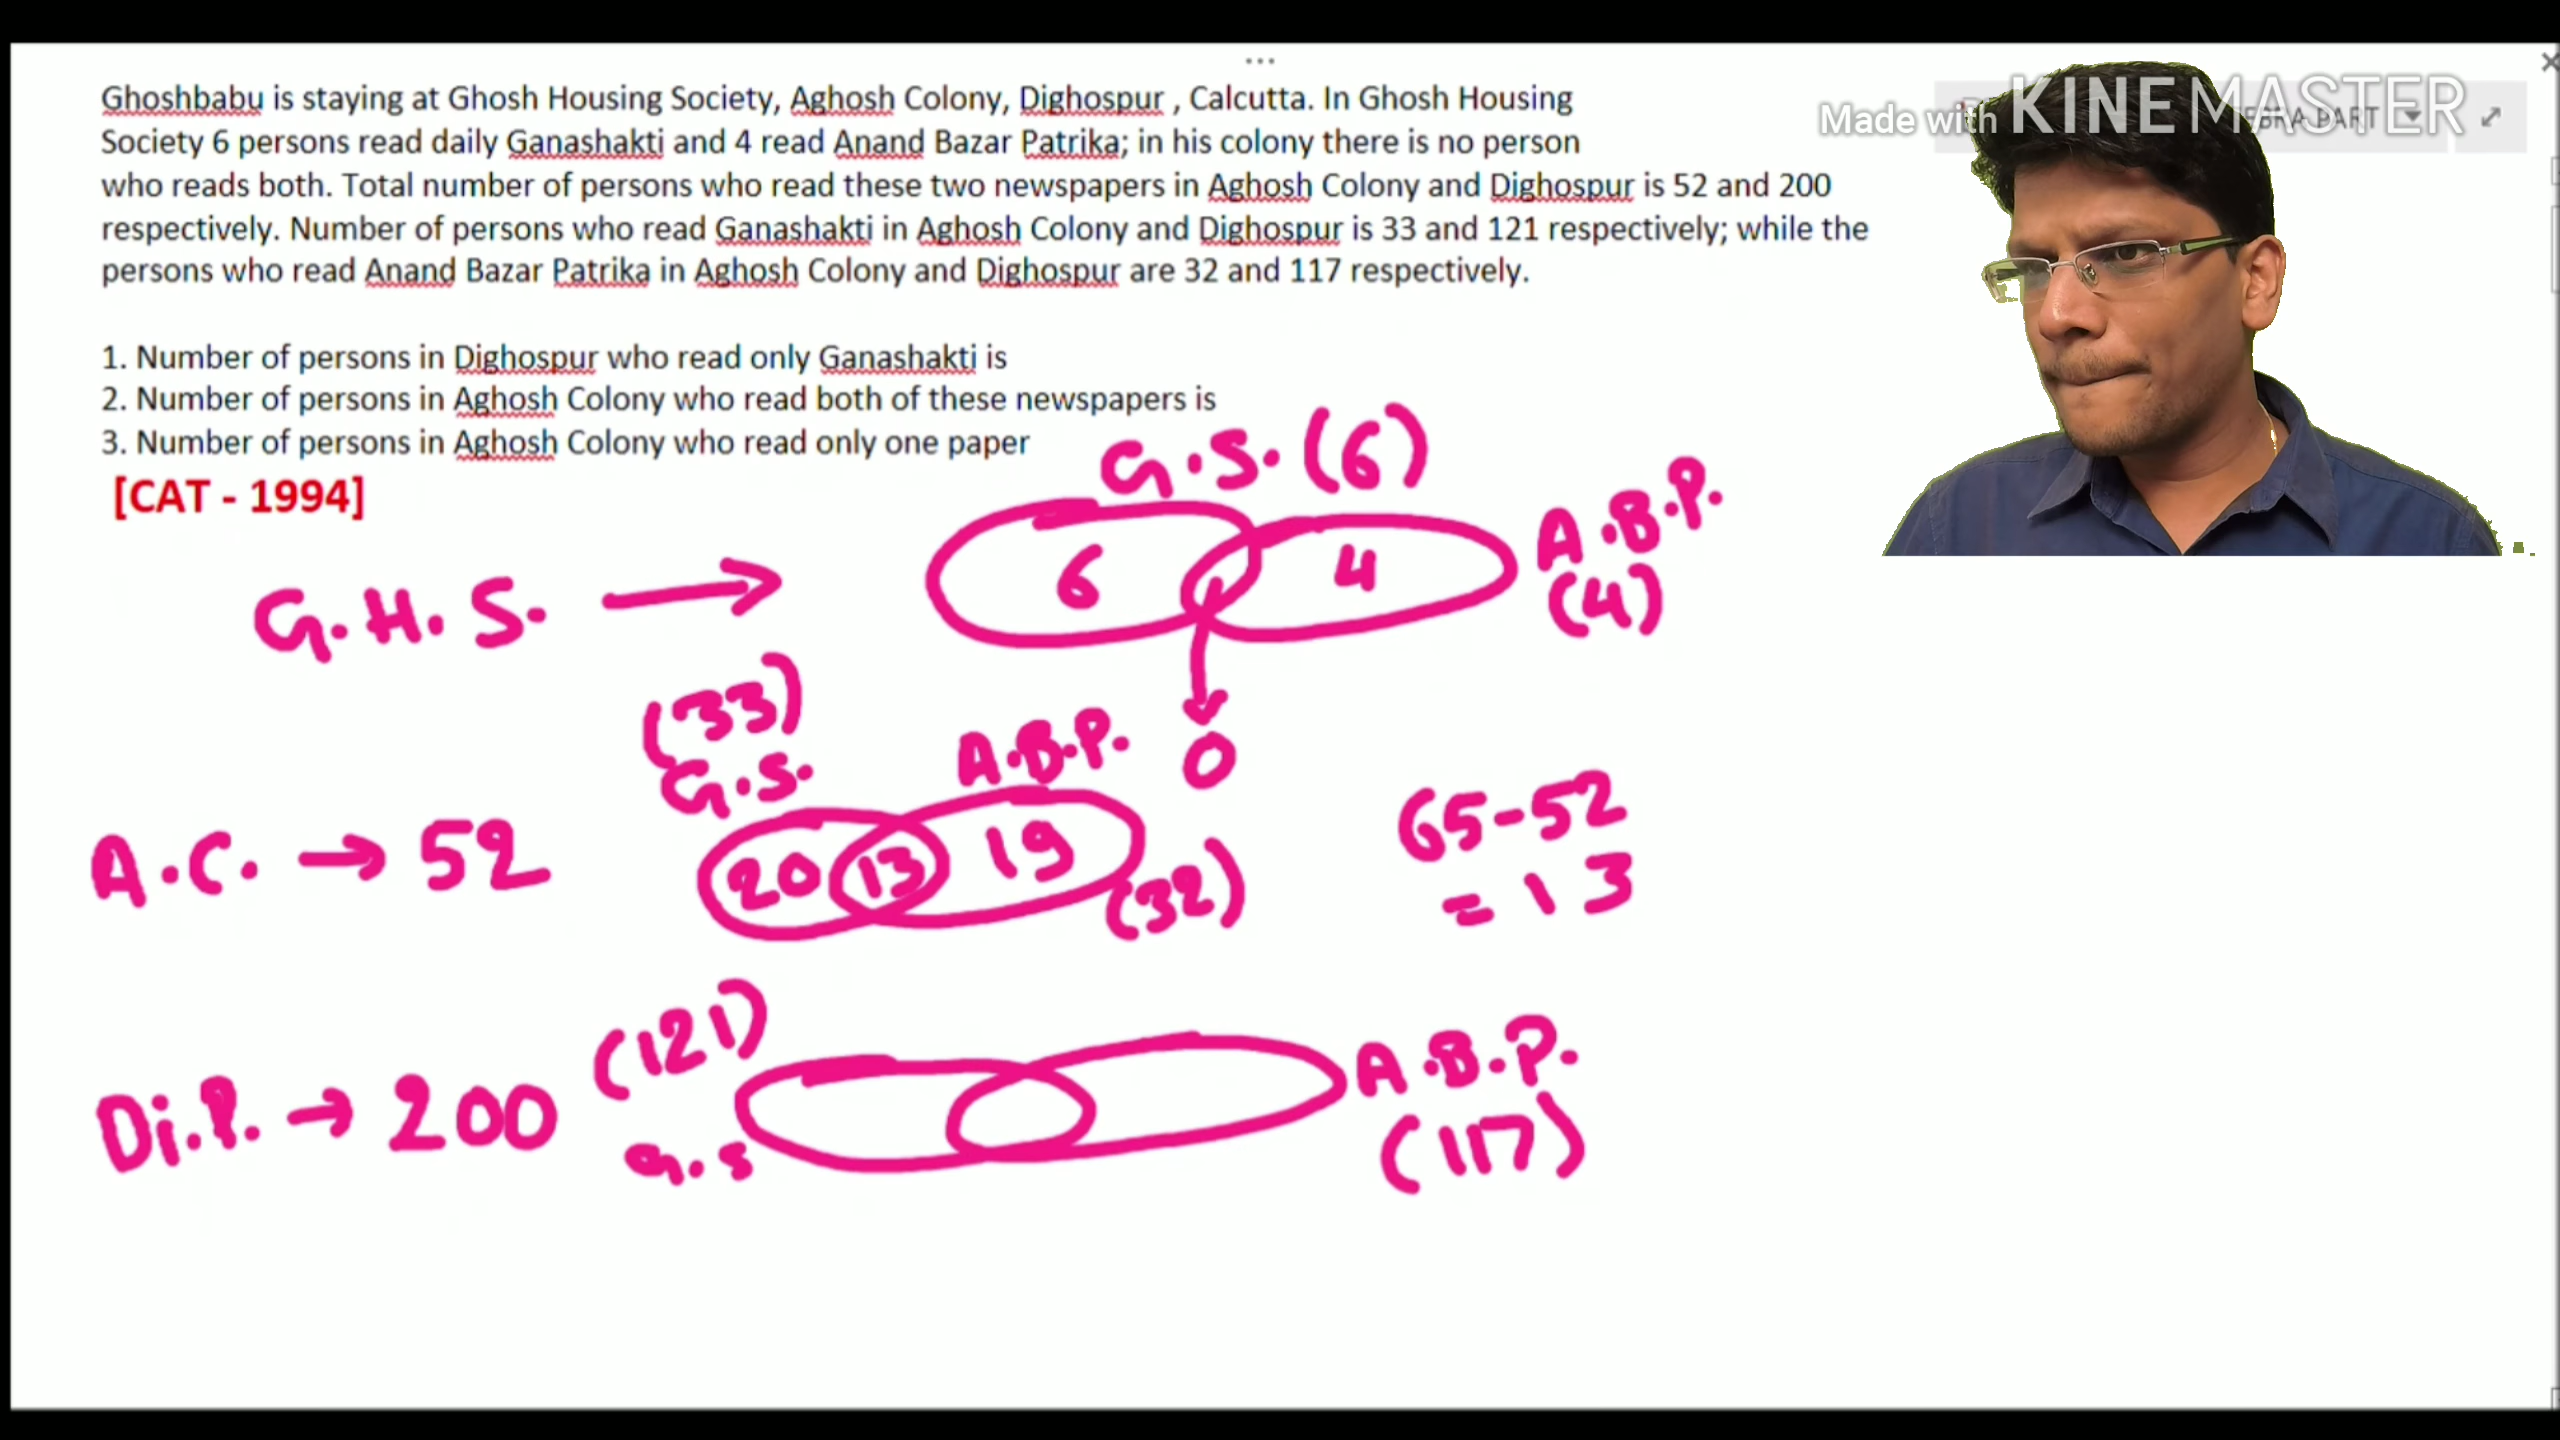 Ghoshbabu is staying at Ghosh Housing Society, Aghosh Colony, Dighospur , Calcutta. In Ghosh Housing
Society 6 persons read daily Ganashakti and 4 read Anand Bazar Patrika; in his colony there is no person
who reads both. Total number of persons who read these two newspapers in Aghosh Colony and Dighospur is 52 and 200
respectively. Number of persons who read Ganashakti in Aghosh Colony and Dighospur is 33 and 121 respectively; while the
persons who read Anand Bazar Patrika in Aghosh Colony and Dighospur are 32 and 117 respectively.
1. Number of persons in Dighospur who read only Ganashakti is
2. Number of persons in Aghosh Colony who read both of these newspapers is
3. Number of persons in Aghosh Colony who read only one paper
[CAT - 1994]
Made with KINEMASTER
PART
G.S. (6)
A.B.P.
(4)
G.H.S. → 6 4
0
(33)
G.S.
A.B.P.
A.C. → 52
20 13 19
(32)
65-52
= 13
(121)
Di.P. → 200
G.S
A.B.P.
(117)